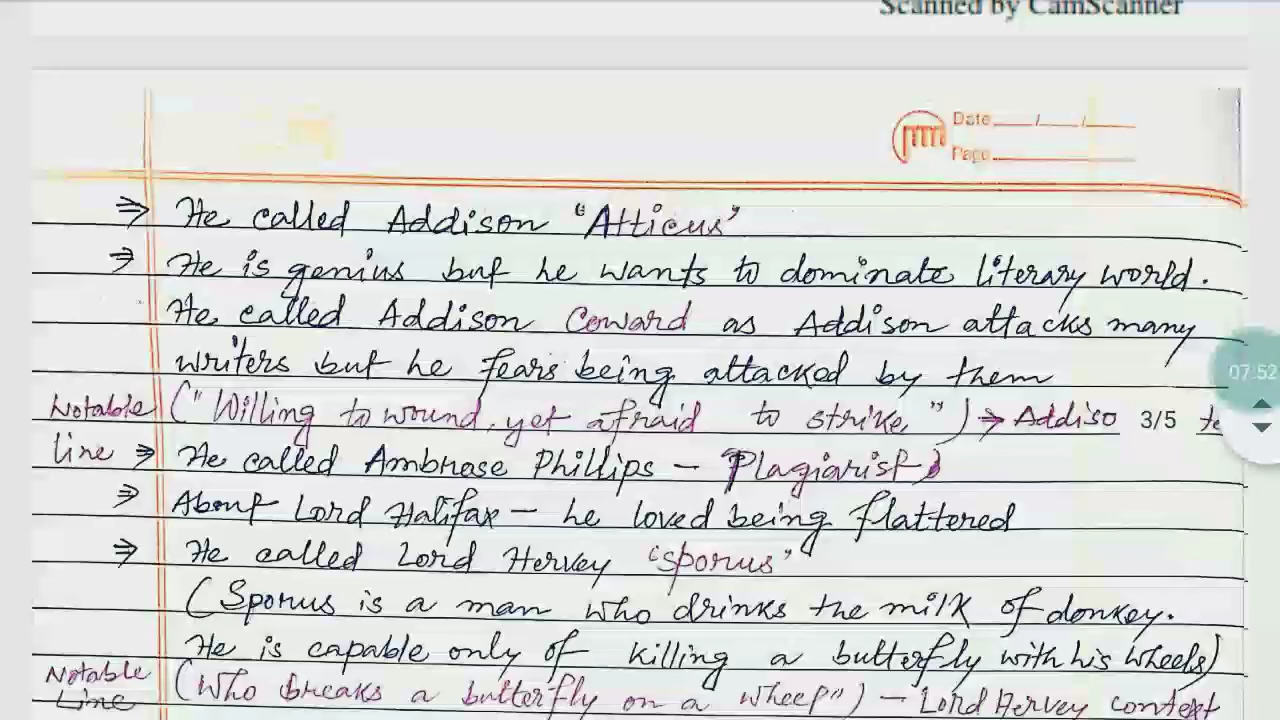 Scanned by CamScanner
Date ___/___/___
Page ___
⇒ He called Addison "Atticus"
⇒ He is genius but he wants to dominate literary world.
He called Addison Coward as Addison attacks many
writers but he fears being attacked by them
Notable ("Willing to wound, yet afraid to strike") → Addiso
07:52
3/5
line ⇒ He called Ambrose Phillips - Plagiarist)
⇒ About Lord Halifax - he loved being flattered
⇒ He called Lord Hervey "Sporus"
(Sporus is a man who drinks the milk of donkey.
He is capable only of killing a butterfly with his wheels)
Notable (Who breaks a butterfly on a wheel") - Lord Hervey context
Line